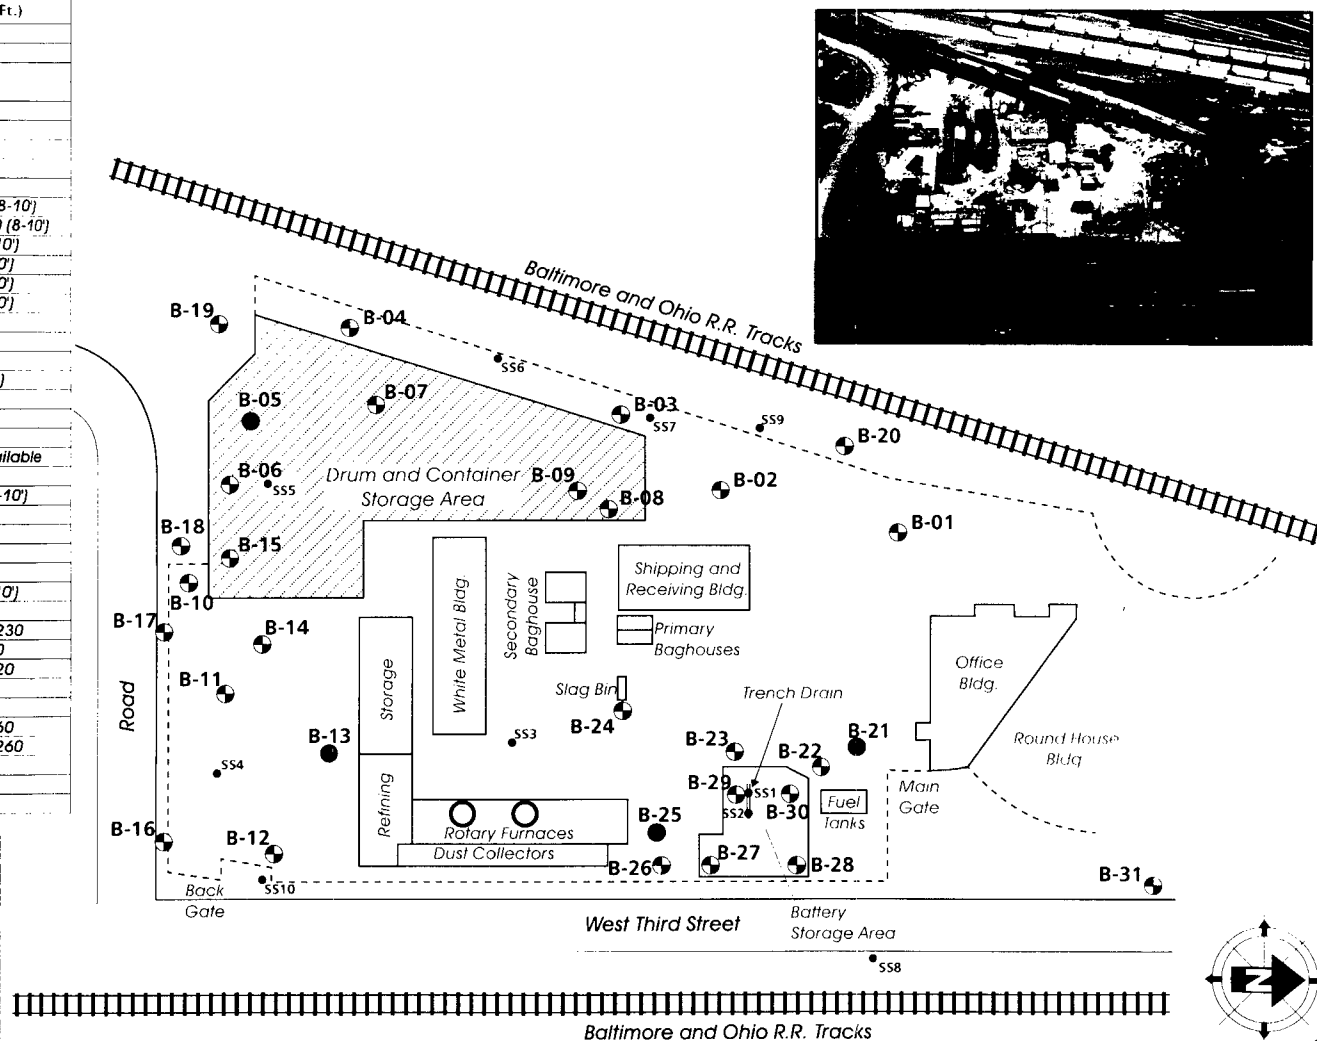 Ft.)
8-10')
(8-10')
10')
0')
0')
0')
)
ailable
-10')
0')
230
0
20
60
260
Baltimore and Ohio R.R. Tracks
B-19
B-04
SS6
B-05
B-07
B-03
SS7
SS9
B-20
B-06
SS5
Drum and Container
Storage Area
B-09
B-08
B-02
B-01
B-18
B-15
B-10
B-17
B-14
B-11
Road
B-13
SS4
B-16
B-12
Back
Gate
SS10
Storage
Refining
White Metal Bldg.
Secondary
Baghouse
Shipping and
Receiving Bldg.
Primary
Baghouses
Slag Bin
B-24
SS3
Trench Drain
B-23
B-22
B-21
B-29
SS1
SS2
B-30
Fuel
Tanks
Office
Bldg.
Round House
Bldg
Main
Gate
Rotary Furnaces
Dust Collectors
B-25
B-26
B-27
B-28
B-31
West Third Street
Battery
Storage Area
SS8
N
Baltimore and Ohio R.R. Tracks